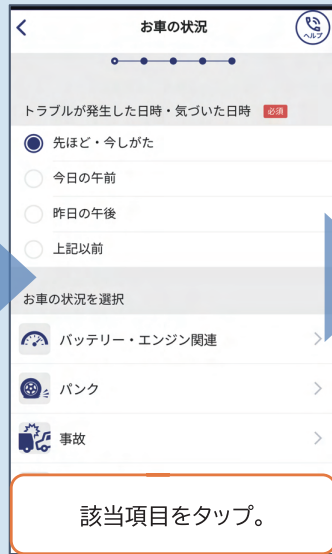 お車の状況
ヘルプ
トラブルが発生した日時・気づいた日時 必須
先ほど・今しがた
今日の午前
昨日の午後
上記以前
お車の状況を選択
バッテリー・エンジン関連
パンク
事故
該当項目をタップ。